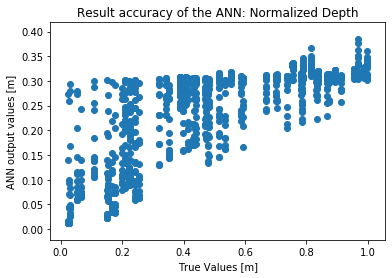 Result accuracy of the ANN: Normalized Depth
ANN output values [m]
0.40
0.35
0.30
0.25
0.20
0.15
0.10
0.05
0.00
0.0 0.2 0.4 0.6 0.8 1.0
True Values [m]